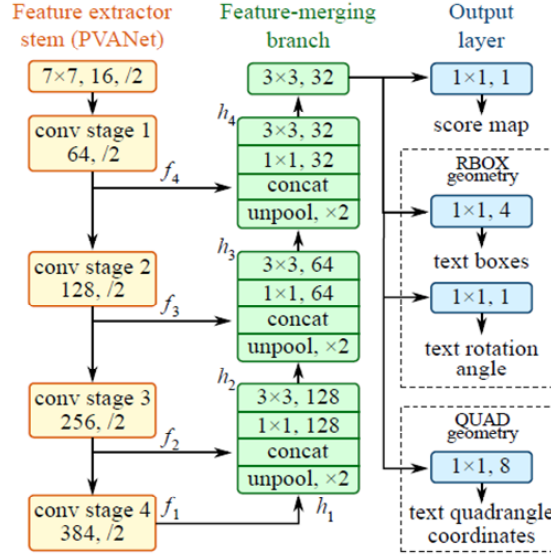 Feature extractor
stem (PVANet)
7×7, 16, /2
conv stage 1
64, /2
f4
conv stage 2
128, /2
f3
conv stage 3
256, /2
f2
conv stage 4
384, /2
f1
Feature-merging
branch
3×3, 32
h4
3×3, 32
1×1, 32
concat
unpool, ×2
h3
3×3, 64
1×1, 64
concat
unpool, ×2
h2
3×3, 128
1×1, 128
concat
unpool, ×2
h1
Output
layer
1×1, 1
score map
RBOX
geometry
1×1, 4
text boxes
1×1, 1
text rotation
angle
QUAD
geometry
1×1, 8
text quadrangle
coordinates